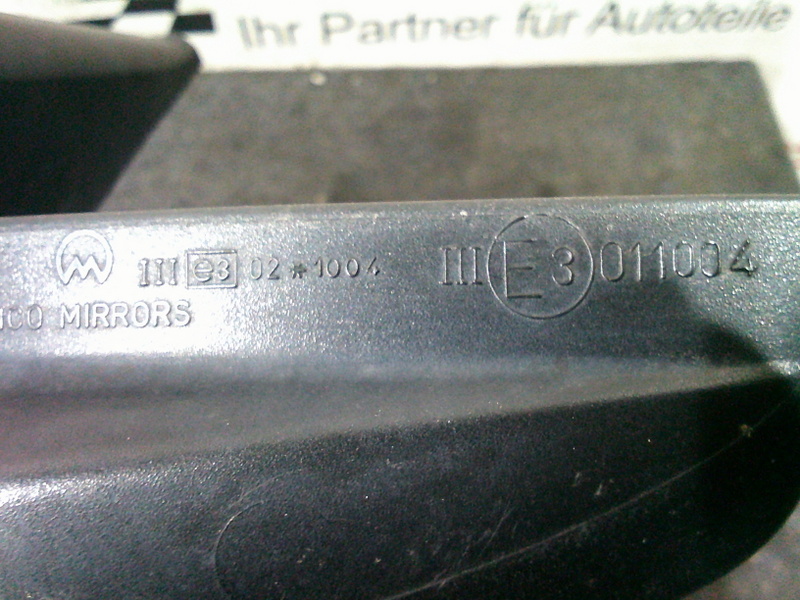 Ihr Partner für Autoteile
III e3 02*1004 III E3 011004
MIRRORS